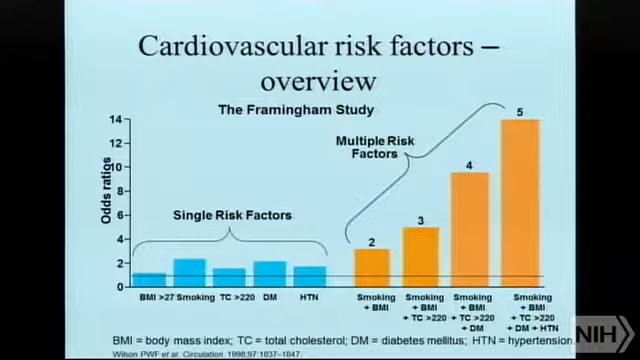 Cardiovascular risk factors –
overview
The Framingham Study
Odds ratios
14
12
10
8
6
4
2
0
Single Risk Factors
Multiple Risk
Factors
2
3
4
5
BMI >27 Smoking TC >220 DM HTN
Smoking
+ BMI
Smoking
+ BMI
+ TC >220
Smoking
+ BMI
+ TC >220
+ DM
Smoking
+ BMI
+ TC >220
+ DM + HTN
BMI = body mass index; TC = total cholesterol; DM = diabetes mellitus; HTN = hypertension.
Wilson PWF et al. Circulation. 1998;97:1837–1847.
NIH